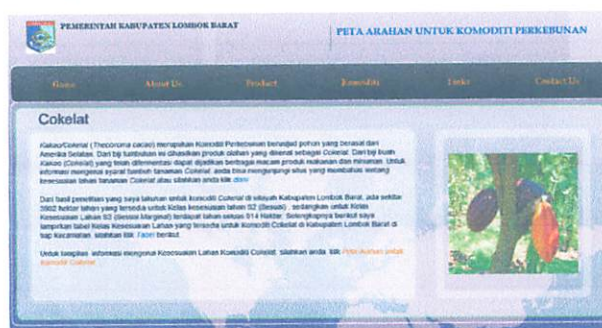 PEMERINTAH KABUPATEN LOMBOK BARAT
PETA ARAHAN UNTUK KOMODITI PERKEBUNAN
Home About Us Product Komoditi Links Contact Us
Cokelat
Kakao/Cokelat (Theobroma cacao) merupakan Komoditi Perkebunan berwujud pohon yang berasal dari
Amerika Selatan. Dari biji tumbuhan ini dihasilkan produk olahan yang dikenal sebagai Cokelat. Dari biji buah
Kakao (Cokelat) yang telah difermentasi dapat dijadikan berbagai macam produk makanan dan minuman. Untuk
informasi mengenai syarat tumbuh tanaman Cokelat anda bisa mengunjungi situs yang membahas tentang
kesesuaian lahan tanaman Cokelat atau silahkan anda klik disini
Dari hasil penelitian yang saya lakukan untuk komoditi Cokelat di wilayah Kabupaten Lombok Barat, ada sekitar
hektar lahan yang tersedia untuk Kelas kesesuaian lahan S2 (Sesuai) , sedangkan untuk Kelas
Kesesuaian Lahan S3 (Sesuai Marginal) terdapat lahan seluas 514 Hektar. Selengkapnya berikut saya
lampirkan tabel Kelas Kesesuaian Lahan yang tersedia untuk Komoditi Cokelat di Kabupaten Lombok Barat di
tiap Kecamatan. silahkan klik Tabel berikut
Untuk tampilan informasi mengenai Kesesuaian Lahan Komoditi Cokelat silahkan anda klik Peta Arahan untuk
Komoditi Cokelat